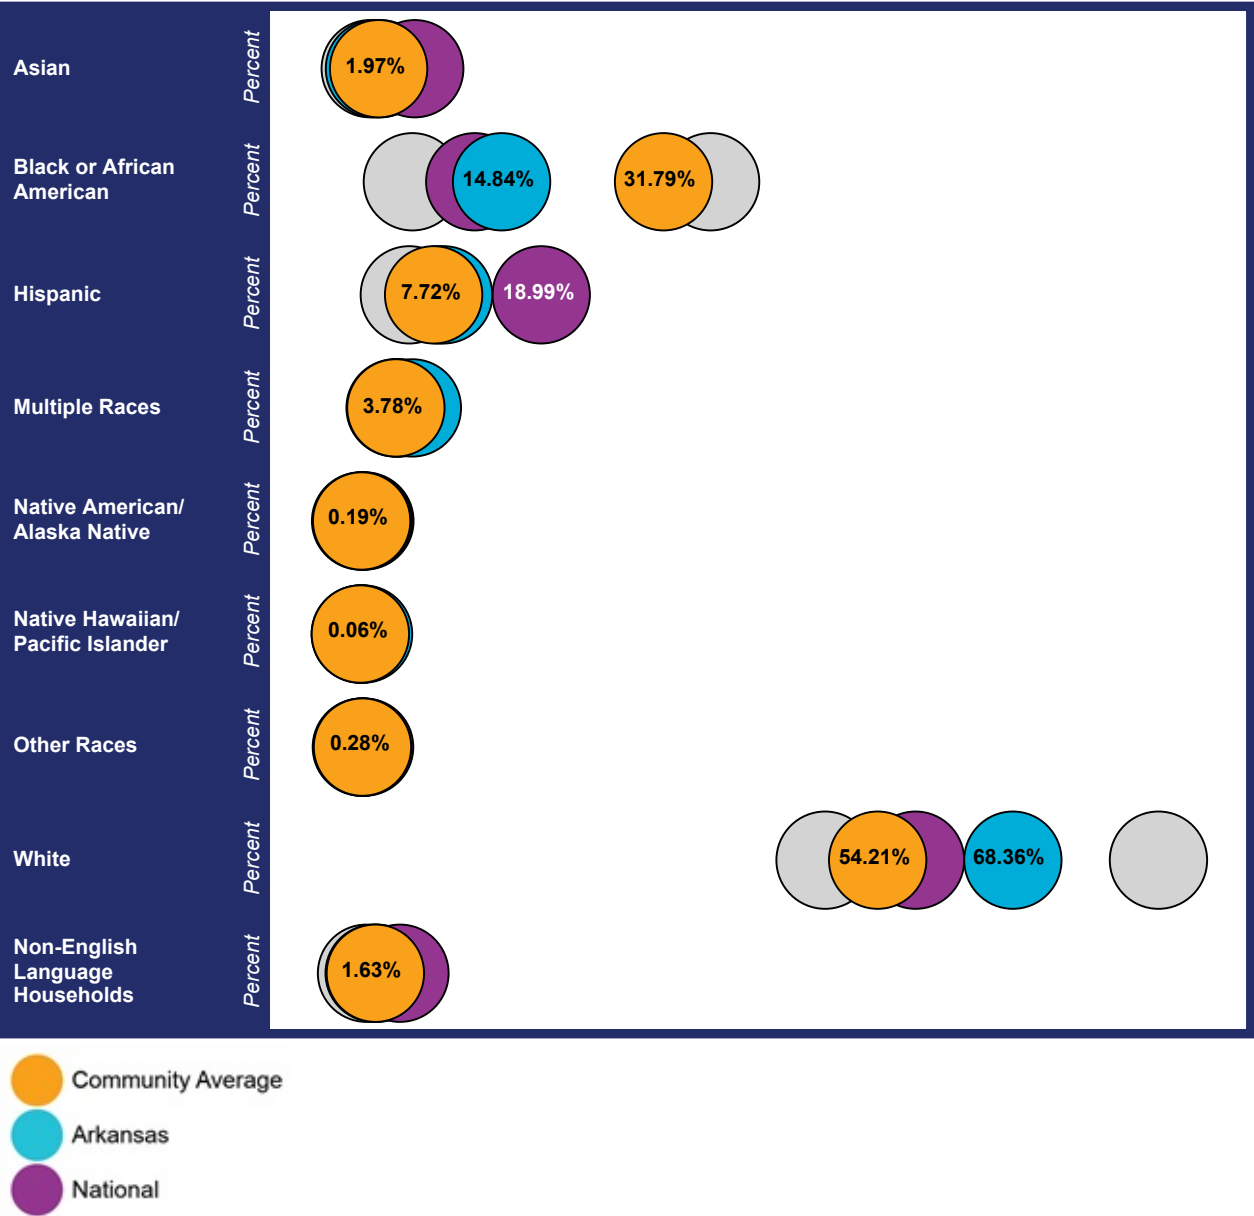 Asian
Percent
1.97%
Black or African
American
Percent
14.84%
31.79%
Hispanic
Percent
7.72%
18.99%
Multiple Races
Percent
3.78%
Native American/
Alaska Native
Percent
0.19%
Native Hawaiian/
Pacific Islander
Percent
0.06%
Other Races
Percent
0.28%
White
Percent
54.21%
68.36%
Non-English
Language
Households
Percent
1.63%
Community Average
Arkansas
National